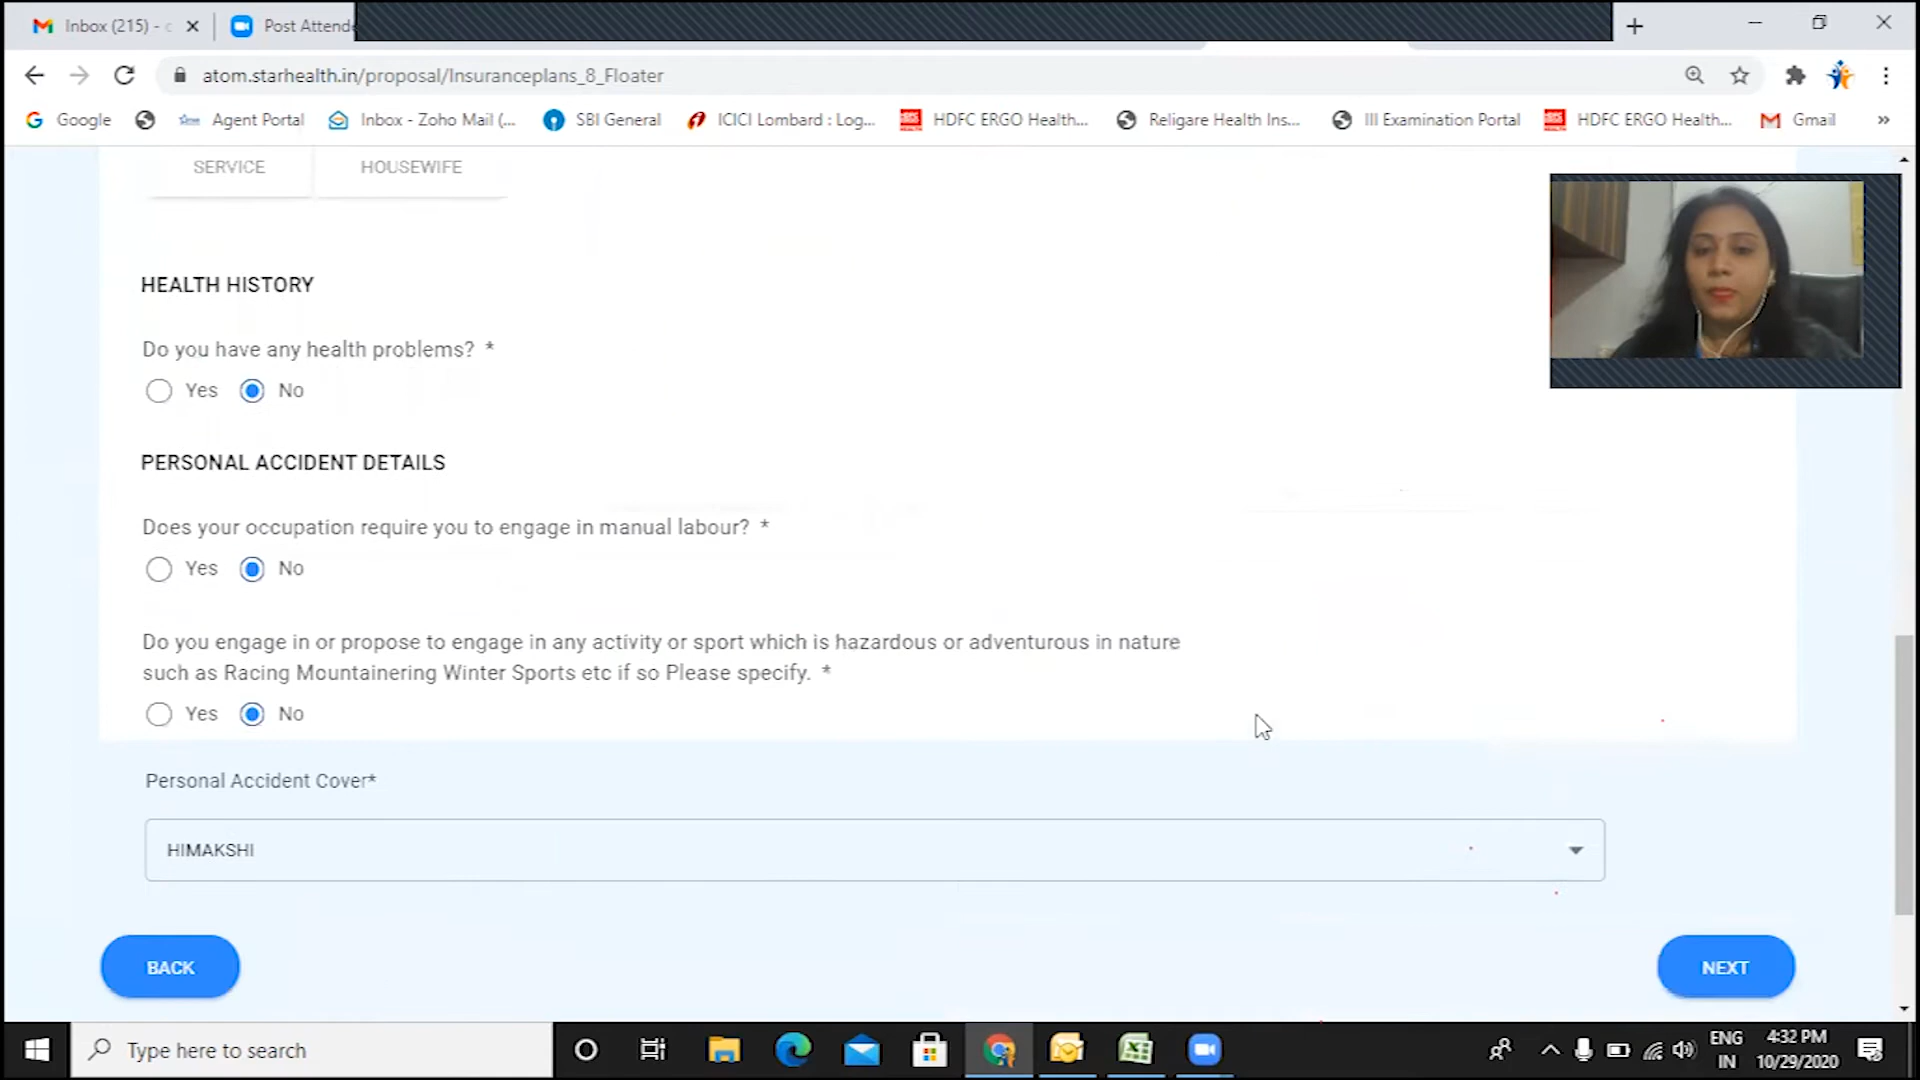 Inbox (215) - c
Post Attende
atom.starhealth.in/proposal/Insuranceplans_8_Floater
Google
Agent Portal
Inbox - Zoho Mail (...
SBI General
ICICI Lombard : Log...
HDFC ERGO Health...
Religare Health Ins...
III Examination Portal
HDFC ERGO Health...
Gmail
»
SERVICE
HOUSEWIFE
HEALTH HISTORY
Do you have any health problems? *
Yes No
PERSONAL ACCIDENT DETAILS
Does your occupation require you to engage in manual labour? *
Yes No
Do you engage in or propose to engage in any activity or sport which is hazardous or adventurous in nature
such as Racing Mountainering Winter Sports etc if so Please specify. *
Yes No
Personal Accident Cover*
HIMAKSHI
BACK
NEXT
Type here to search
ENG
IN
4:32 PM
10/29/2020